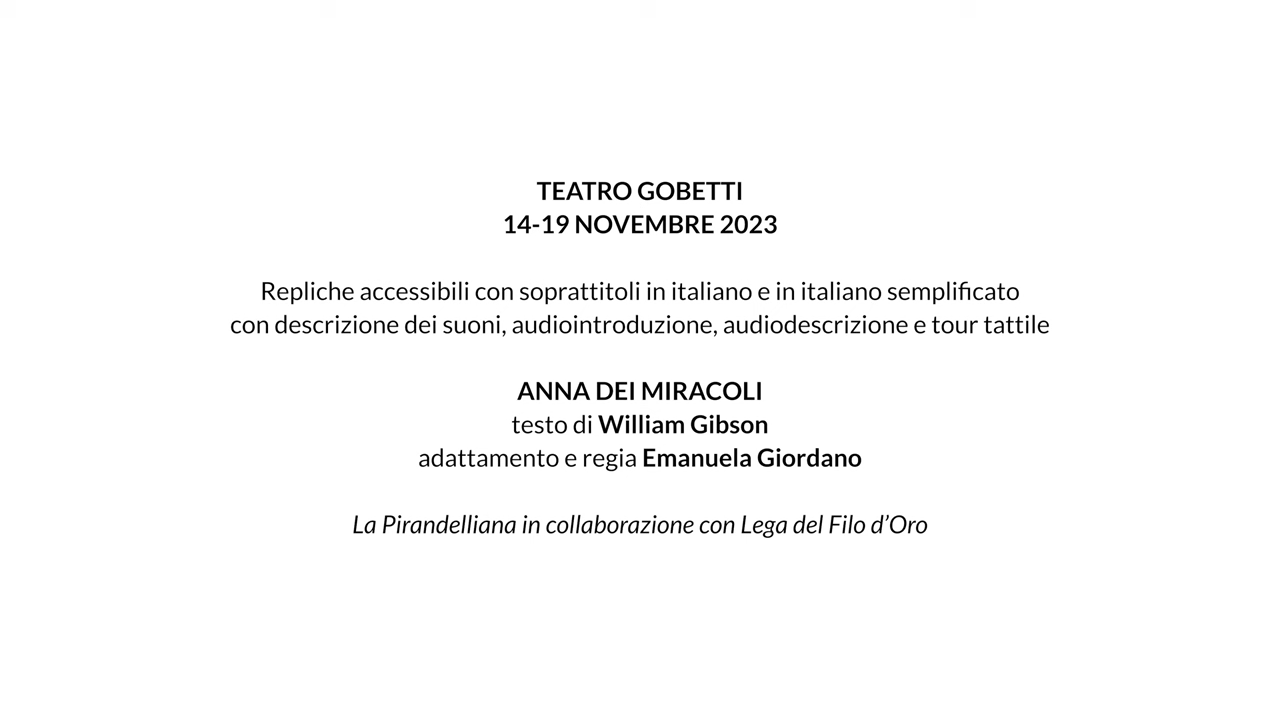 TEATRO GOBETTI
14-19 NOVEMBRE 2023
Repliche accessibili con soprattitoli in italiano e in italiano semplificato
con descrizione dei suoni, audiointroduzione, audiodescrizione e tour tattile
ANNA DEI MIRACOLI
testo di William Gibson
adattamento e regia Emanuela Giordano
La Pirandelliana in collaborazione con Lega del Filo d’Oro